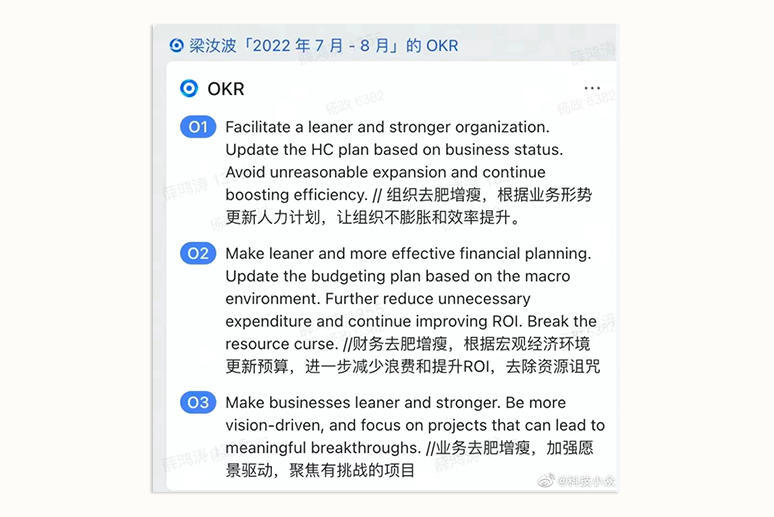 梁汝波「2022 年 7 月 - 8 月」的 OKR
OKR
O1 Facilitate a leaner and stronger organization.
Update the HC plan based on business status.
Avoid unreasonable expansion and continue
boosting efficiency. // 组织去肥增瘦，根据业务形势
更新人力计划，让组织不膨胀和效率提升。
O2 Make leaner and more effective financial planning.
Update the budgeting plan based on the macro
environment. Further reduce unnecessary
expenditure and continue improving ROI. Break the
resource curse. //财务去肥增瘦，根据宏观经济环境
更新预算，进一步减少浪费和提升ROI，去除资源诅咒
O3 Make businesses leaner and stronger. Be more
vision-driven, and focus on projects that can lead to
meaningful breakthroughs. //业务去肥增瘦，加强愿
景驱动，聚焦有挑战的项目
@科技小众